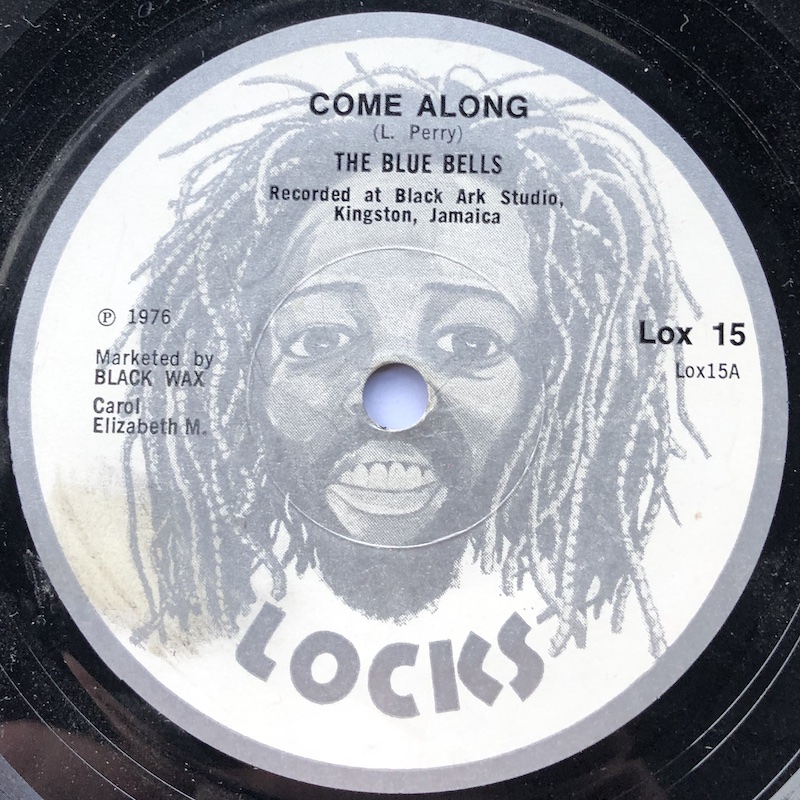 COME ALONG
(L. Perry)
THE BLUE BELLS
Recorded at Black Ark Studio,
Kingston, Jamaica
℗ 1976
Marketed by
BLACK WAX
Carol
Elizabeth M.
Lox 15
Lox15A
LOCKS